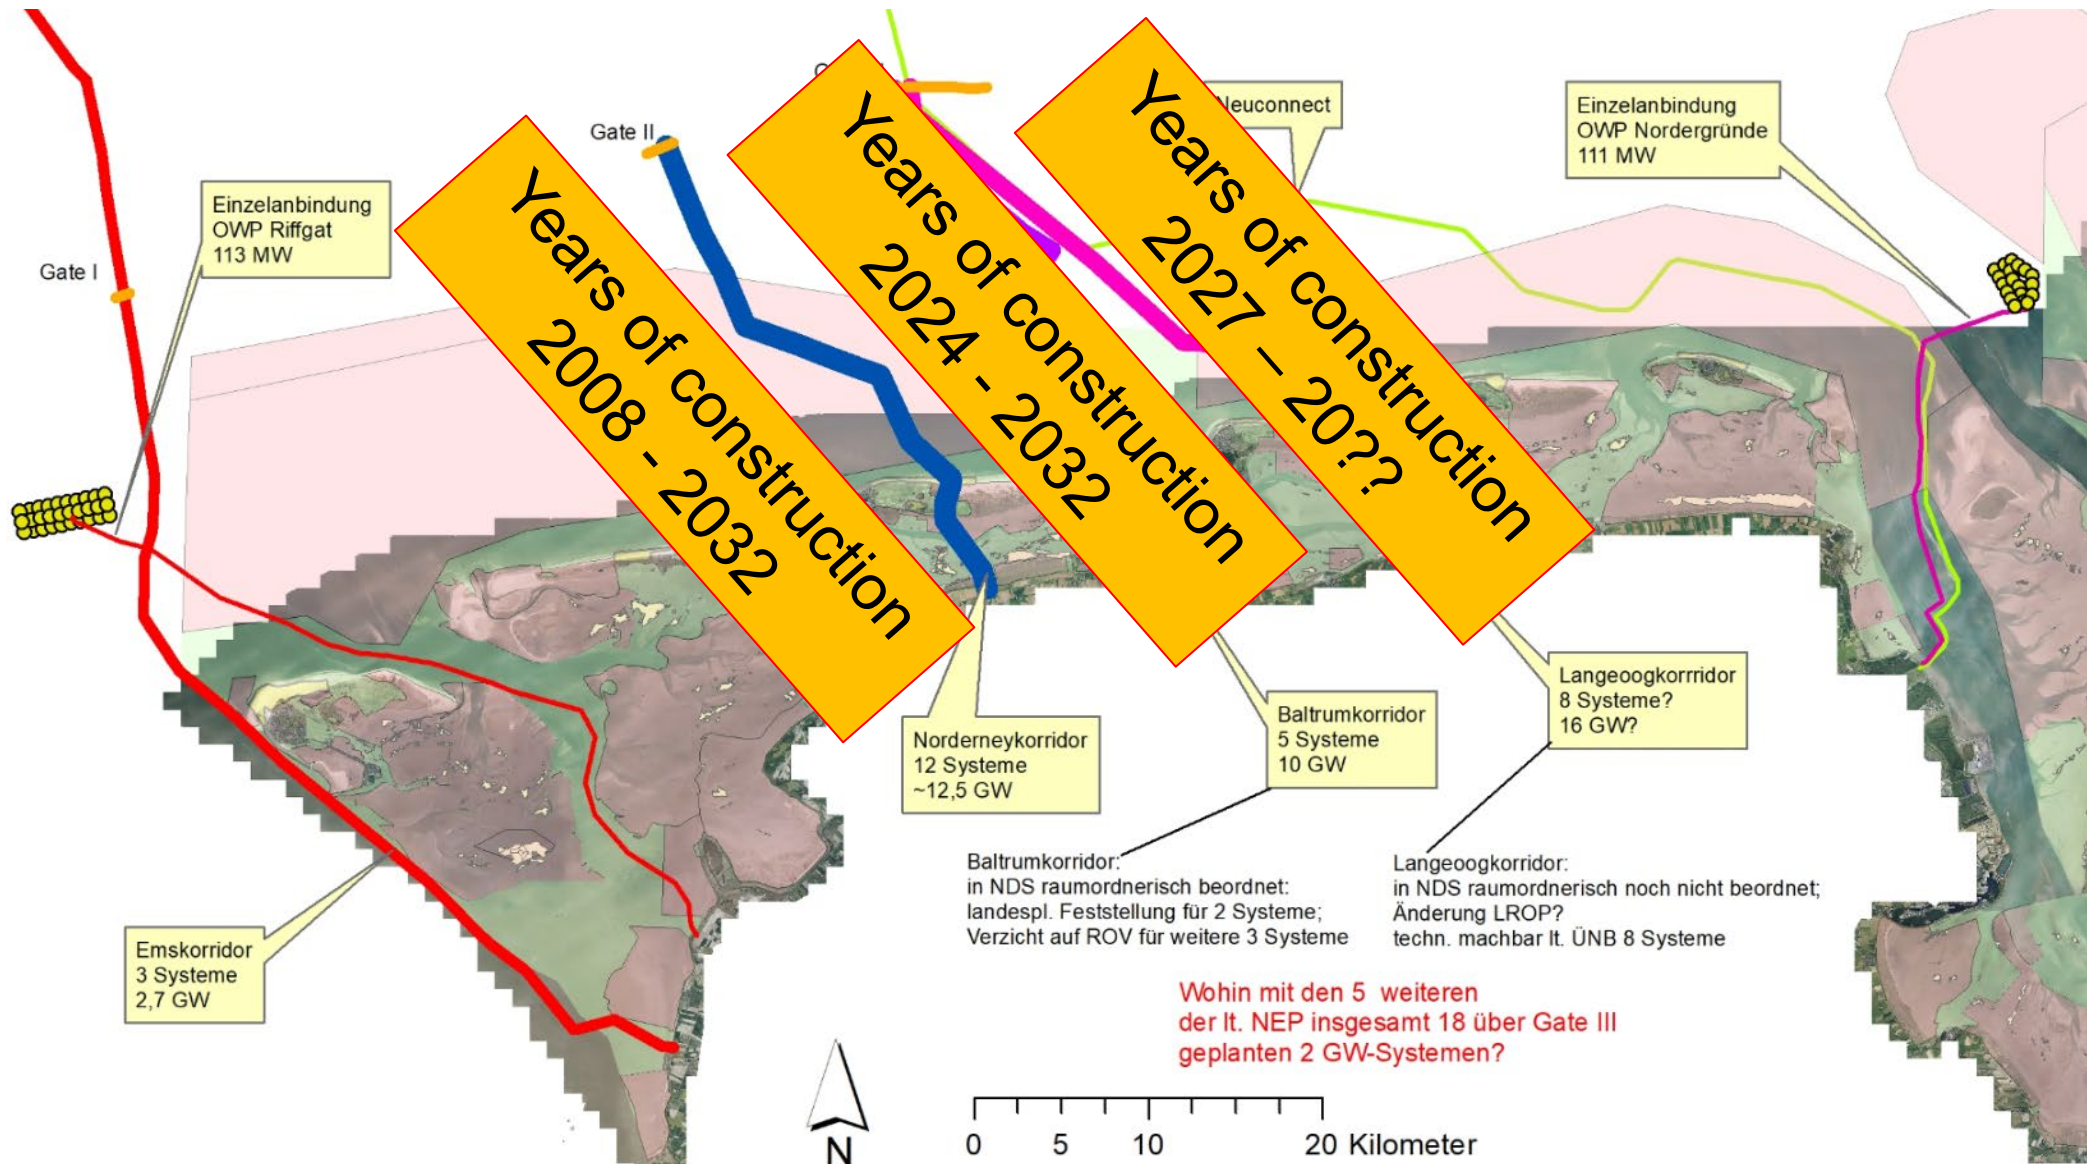 Gate I
Einzelanbindung
OWP Riffgat
113 MW
Gate II
Years of construction
2008 - 2032
Years of construction
2024 - 2032
Years of construction
2027 – 20??
Neuconnect
Einzelanbindung
OWP Nordergründe
111 MW
Emskorridor
3 Systeme
2,7 GW
Norderneykorridor
12 Systeme
~12,5 GW
Baltrumkorridor
5 Systeme
10 GW
Langeoogkorrridor
8 Systeme?
16 GW?
Baltrumkorridor:
in NDS raumordnerisch beordnet:
landespl. Feststellung für 2 Systeme;
Verzicht auf ROV für weitere 3 Systeme
Langeoogkorridor:
in NDS raumordnerisch noch nicht beordnet;
Änderung LROP?
techn. machbar lt. ÜNB 8 Systeme
Wohin mit den 5 weiteren
der lt. NEP insgesamt 18 über Gate III
geplanten 2 GW-Systemen?
N
0 5 10 20 Kilometer